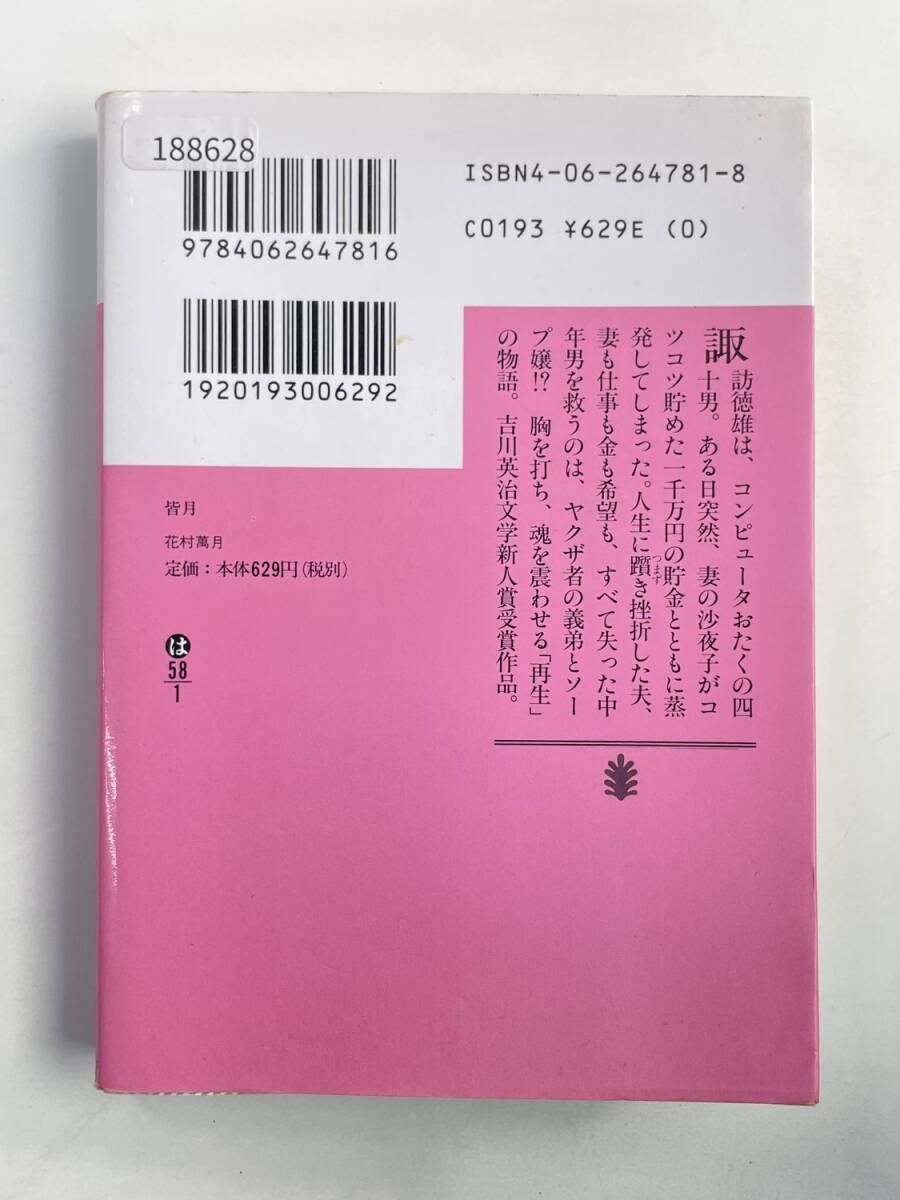 188628
9784062647816
1920193006292
ISBN4-06-264781-8
C0193 ¥629E (0)
諏訪徳雄は、コンピュータおたくの四
十男。ある日突然、妻の沙夜子がコ
ツコツ貯めた一千万円の貯金とともに蒸
発してしまった。人生に躓き挫折した夫、
つまず
妻も仕事も金も希望も、すべて失った中
年男を救うのは、ヤクザ者の義弟とソー
プ嬢!? 胸を打ち、魂を震わせる「再生」
の物語。吉川英治文学新人賞受賞作品。
皆月
花村萬月
定価:本体629円(税別)
は
58
1